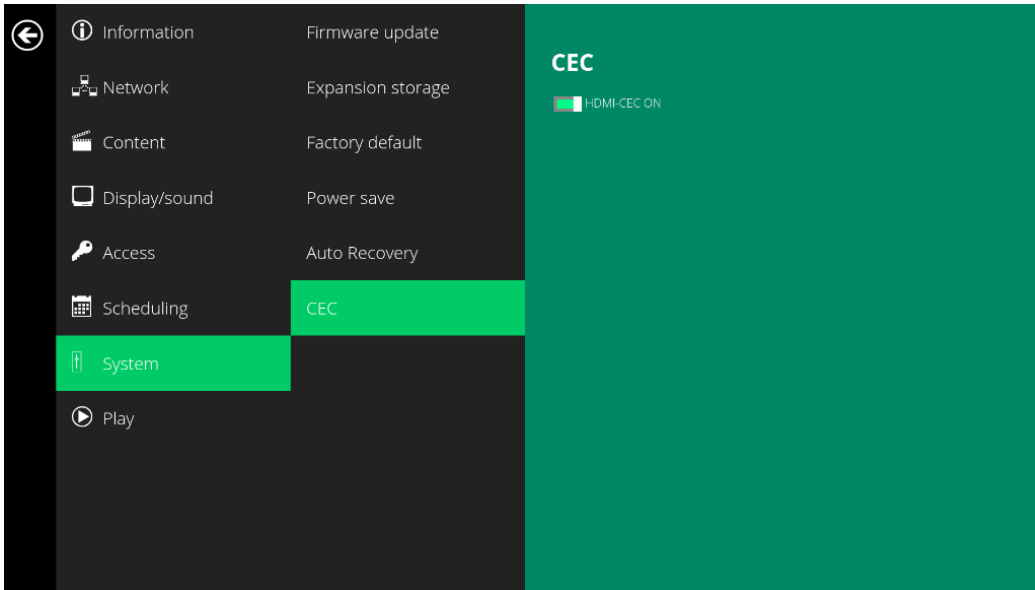 Information
Network
Content
Display/sound
Access
Scheduling
System
Play
Firmware update
Expansion storage
Factory default
Power save
Auto Recovery
CEC
CEC
HDMI-CEC ON